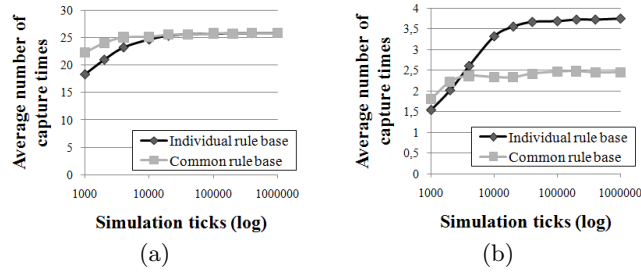 Average number of
capture times
30
25
20
15
10
5
0
1000 10000 100000 1000000
Individual rule base
Common rule base
Simulation ticks (log)
(a)
Average number of
capture times
4
3,5
3
2,5
2
1,5
1
0,5
0
1000 10000 100000 1000000
Individual rule base
Common rule base
Simulation ticks (log)
(b)